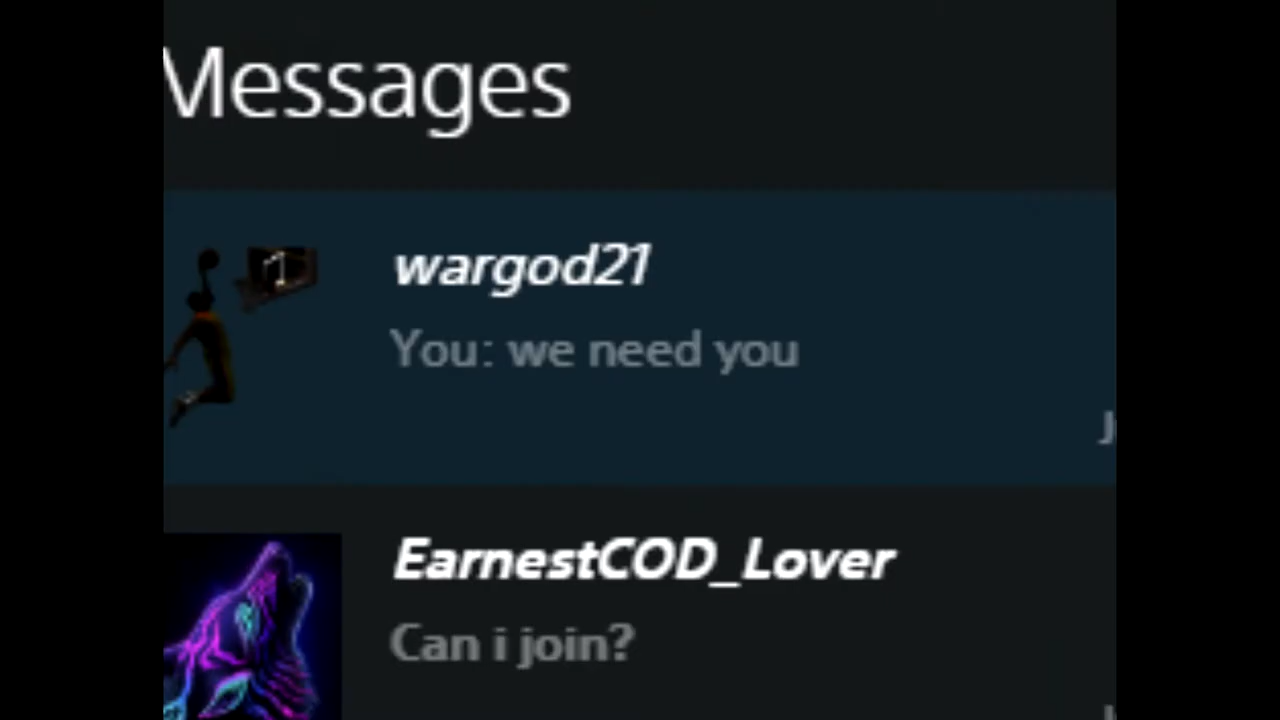 Messages
wargod21
You: we need you
EarnestCOD_Lover
Can i join?